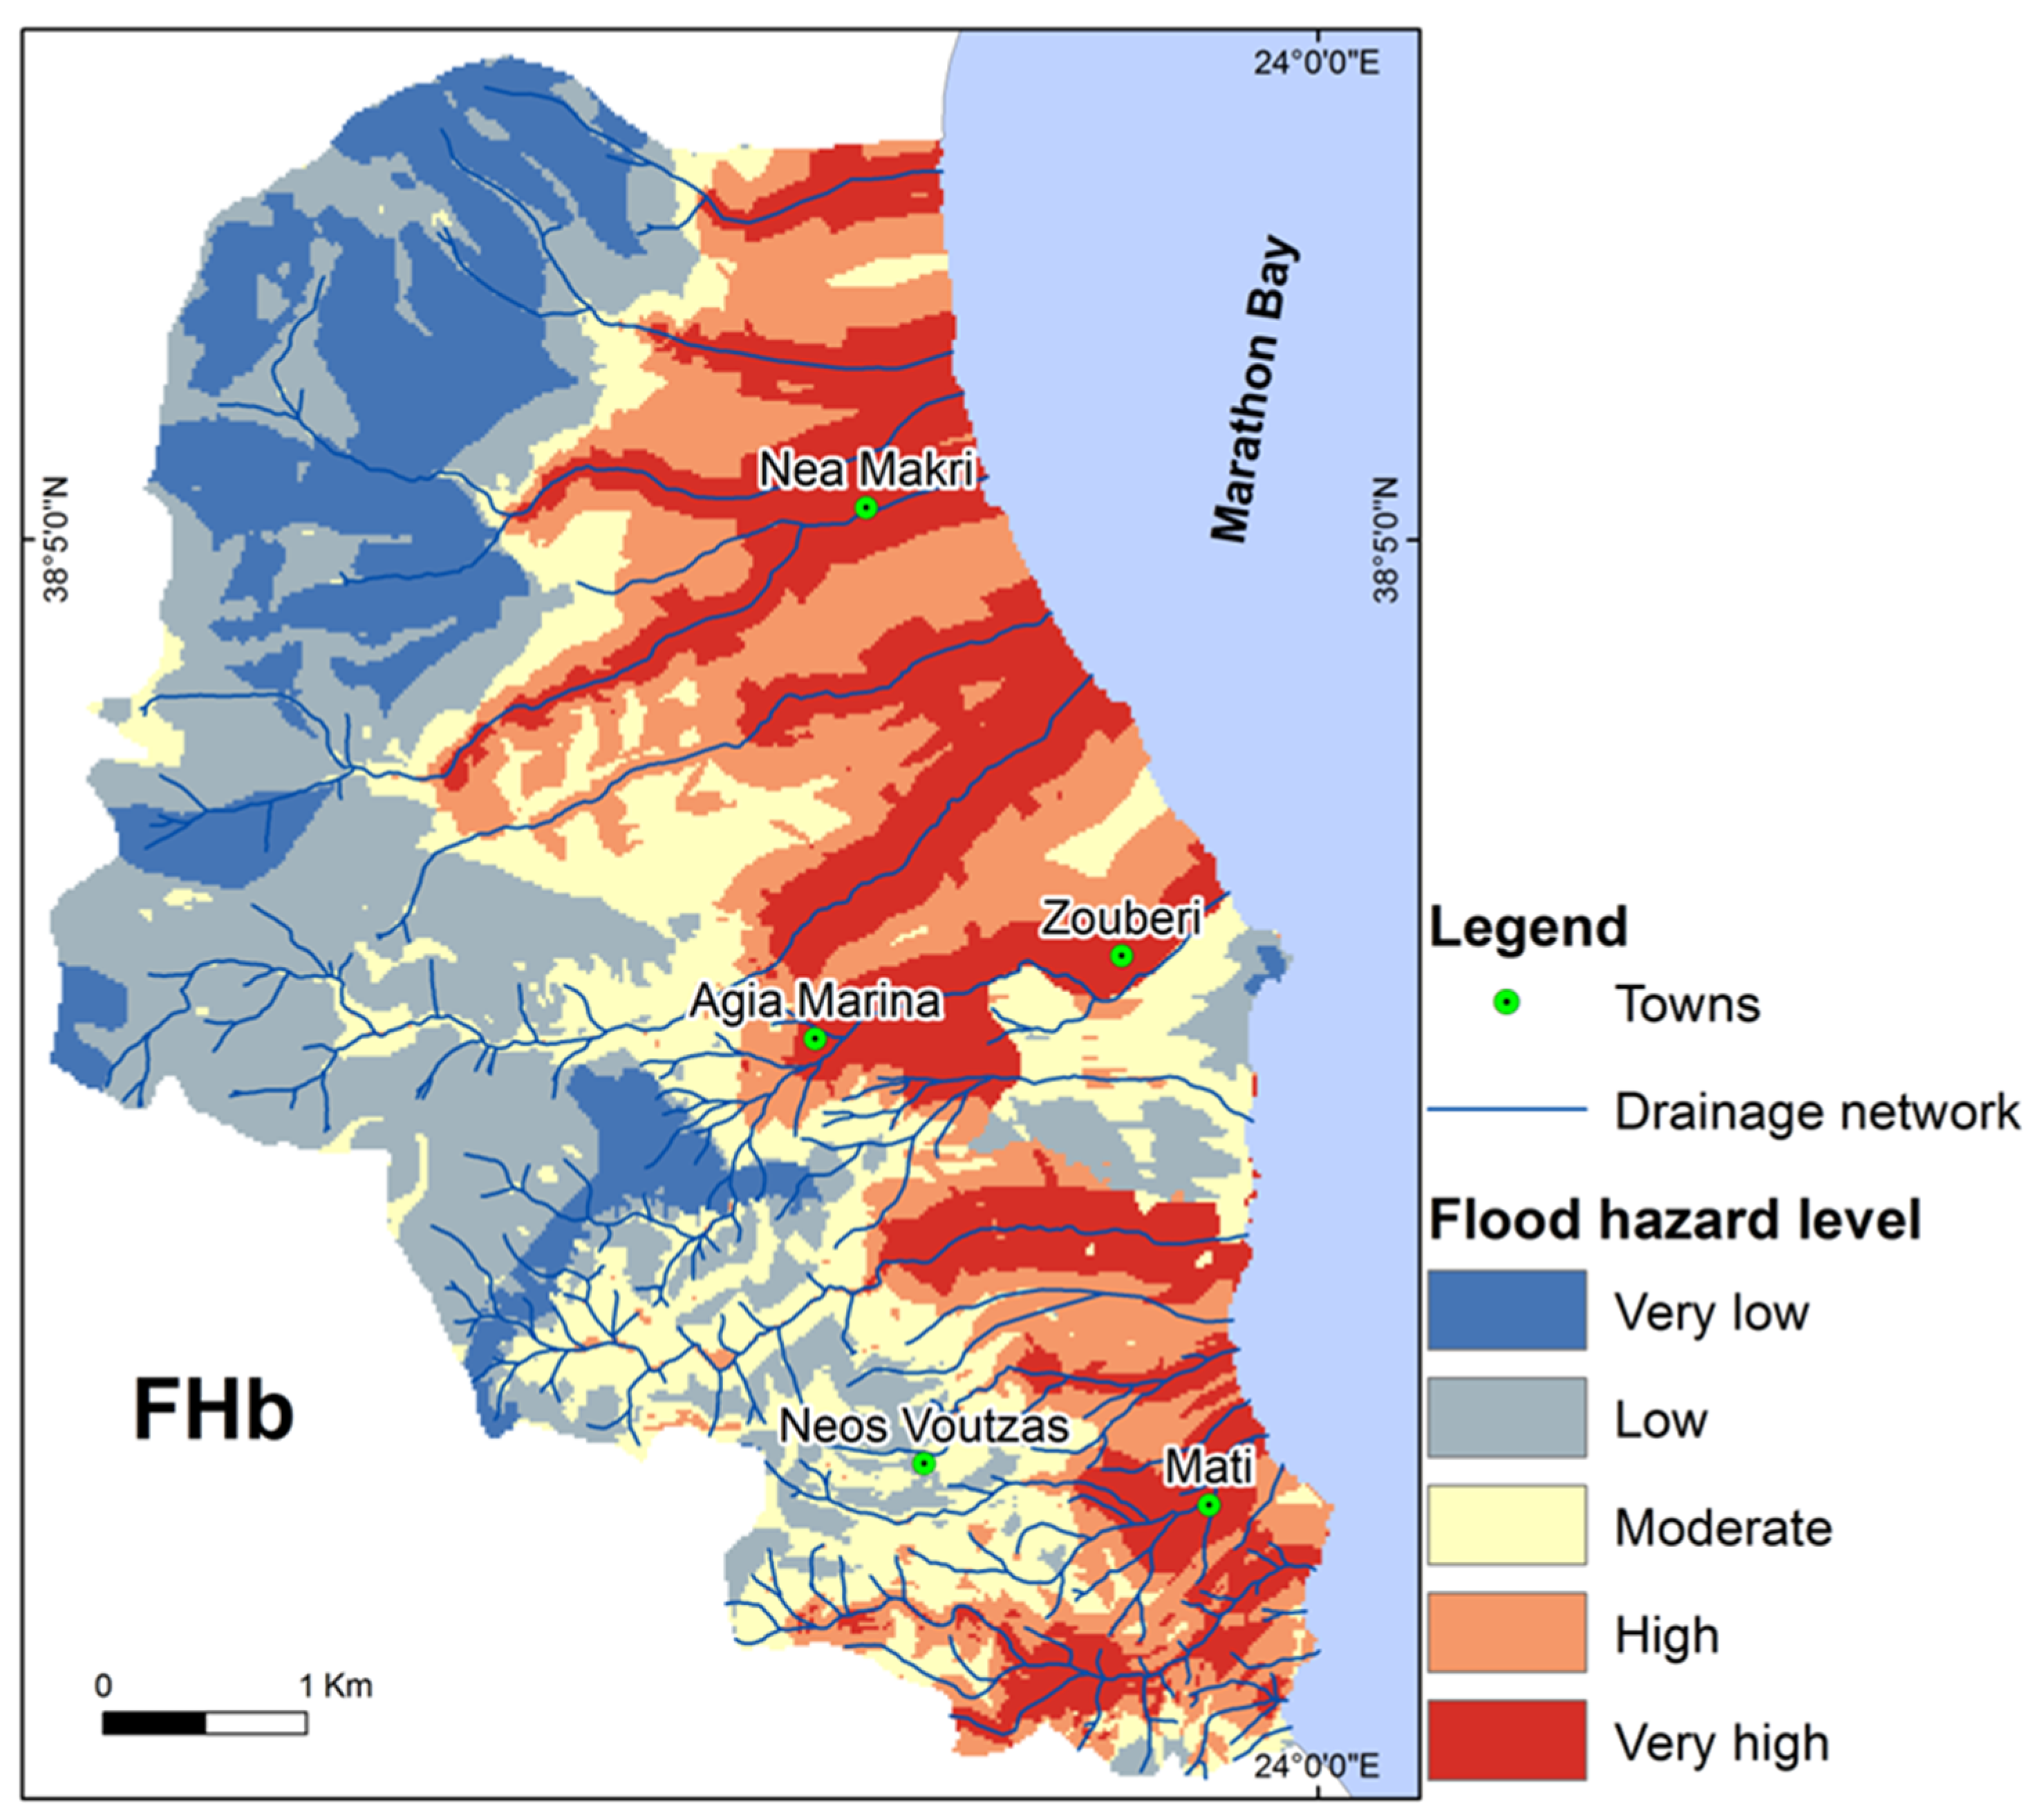 24°0'0"E
Marathon Bay
38°5'0"N
38°5'0"N
Nea Makri
Zouberi
Agia Marina
Neos Voutzas
Mati
FHb
0 1 Km
24°0'0"E
Legend
Towns
Drainage network
Flood hazard level
Very low
Low
Moderate
High
Very high